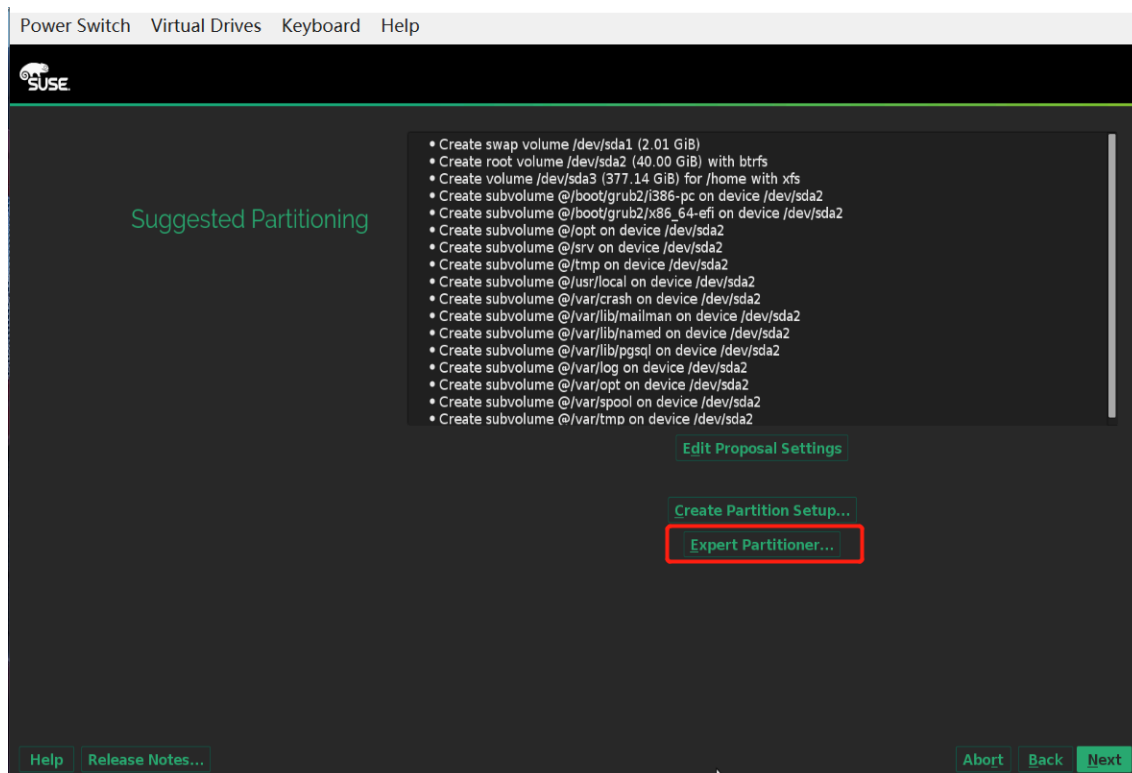 Power Switch Virtual Drives Keyboard Help
SUSE.
Suggested Partitioning
• Create swap volume /dev/sda1 (2.01 GiB)
• Create root volume /dev/sda2 (40.00 GiB) with btrfs
• Create volume /dev/sda3 (377.14 GiB) for /home with xfs
• Create subvolume @/boot/grub2/i386-pc on device /dev/sda2
• Create subvolume @/boot/grub2/x86_64-efi on device /dev/sda2
• Create subvolume @/opt on device /dev/sda2
• Create subvolume @/srv on device /dev/sda2
• Create subvolume @/tmp on device /dev/sda2
• Create subvolume @/usr/local on device /dev/sda2
• Create subvolume @/var/crash on device /dev/sda2
• Create subvolume @/var/lib/mailman on device /dev/sda2
• Create subvolume @/var/lib/named on device /dev/sda2
• Create subvolume @/var/lib/pgsql on device /dev/sda2
• Create subvolume @/var/log on device /dev/sda2
• Create subvolume @/var/opt on device /dev/sda2
• Create subvolume @/var/spool on device /dev/sda2
• Create subvolume @/var/tmp on device /dev/sda2
Edit Proposal Settings
Create Partition Setup...
Expert Partitioner...
Help Release Notes... Abort Back Next